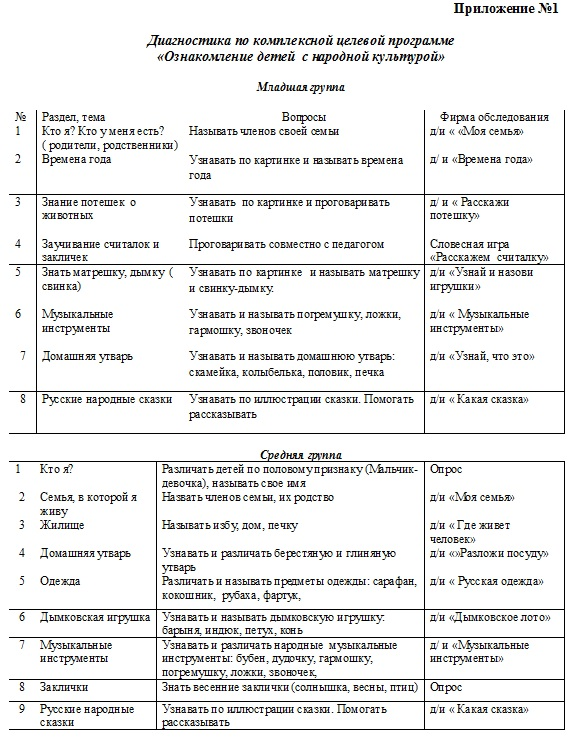 Приложение №1
Диагностика по комплексной целевой программе
«Ознакомление детей с народной культурой»
Младшая группа
№ Раздел, тема Вопросы Фирма обследования
1 Кто я? Кто у меня есть? Называть членов своей семьи д/и « «Моя семья»
( родители, родственники)
2 Времена года Узнавать по картинке и называть времена д/ и «Времена года»
года
3 Знание потешек о Узнавать по картинке и проговаривать д/ и « Расскажи
животных потешки потешку»
4 Заучивание считалок и Проговаривать совместно с педагогом Словесная игра
закличек «Расскажем считалку»
5 Знать матрешку, дымку ( Узнавать по картинке и называть матрешку д/и «Узнай и назови
свинка) и свинку-дымку. игрушки»
6 Музыкальные Узнавать и называть погремушку, ложки, д/и « Музыкальные
инструменты гармошку, звоночек инструменты»
7 Домашняя утварь Узнавать и называть домашнюю утварь: д/и «Узнай, что это»
скамейка, колыбелька, половик, печка
8 Русские народные сказки Узнавать по иллюстрации сказки. Помогать д/и « Какая сказка»
рассказывать
Средняя группа
1 Кто я? Различать детей по половому признаку (Мальчик- Опрос
девочка), называть свое имя
2 Семья, в которой я Назвать членов семьи, их родство д/и «Моя семья»
живу
3 Жилище Называть избу, дом, печку д/и « Где живет
человек»
4 Домашняя утварь Узнавать и различать берестяную и глиняную д/и «»Разложи посуду»
утварь
5 Одежда Различать и называть предметы одежды: сарафан, д/и « Русская одежда»
кокошник, рубаха, фартук,
6 Дымковская игрушка Узнавать и называть дымковскую игрушку: д/и «Дымковское лото»
барыня, индюк, петух, конь
7 Музыкальные Узнавать и различать народные музыкальные д/ и «Музыкальные
инструменты инструменты: бубен, дудочку, гармошку, инструменты»
погремушку, ложки, звоночек,
8 Заклички Знать весенние заклички (солнышка, весны, птиц) Опрос
9 Русские народные Узнавать по иллюстрации сказки. Помогать д/и « Какая сказка»
сказки рассказывать